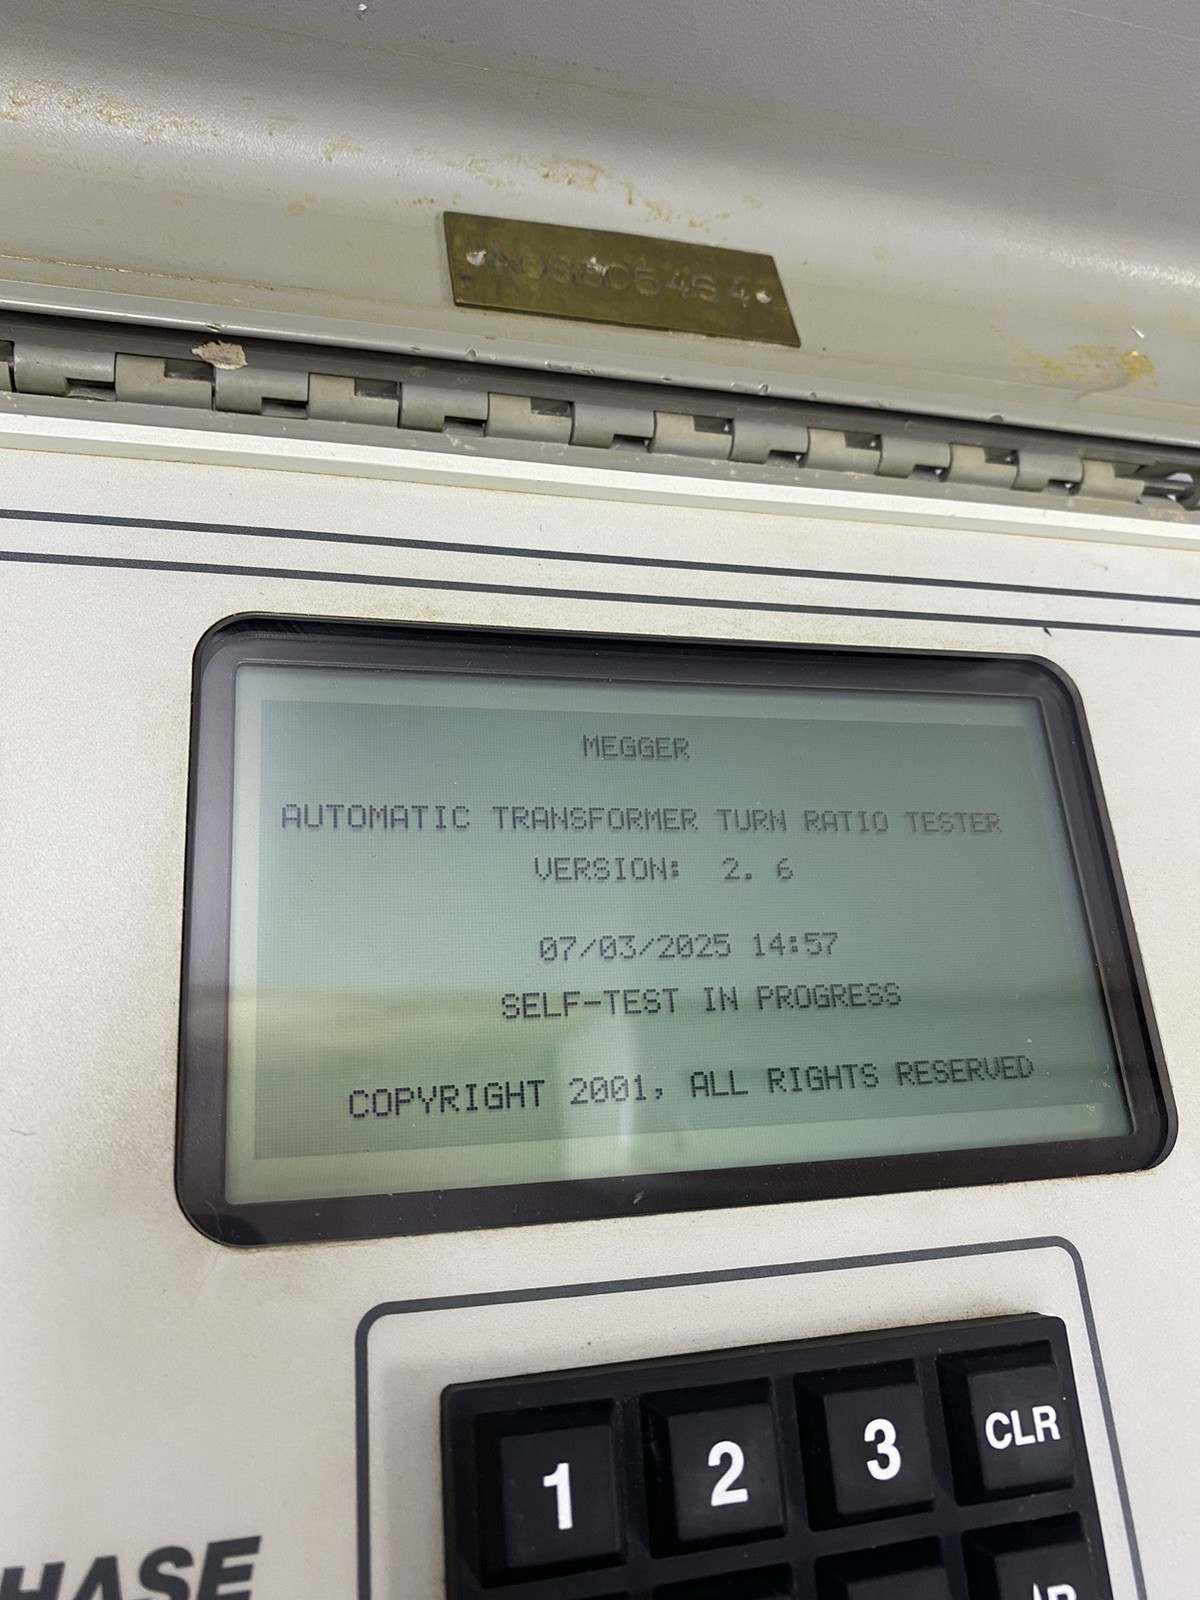 MEGGER
AUTOMATIC TRANSFORMER TURN RATIO TESTER
VERSION: 2. 6
07/03/2025 14:57
SELF-TEST IN PROGRESS
COPYRIGHT 2001, ALL RIGHTS RESERVED
1 2 3 CLR
HASE